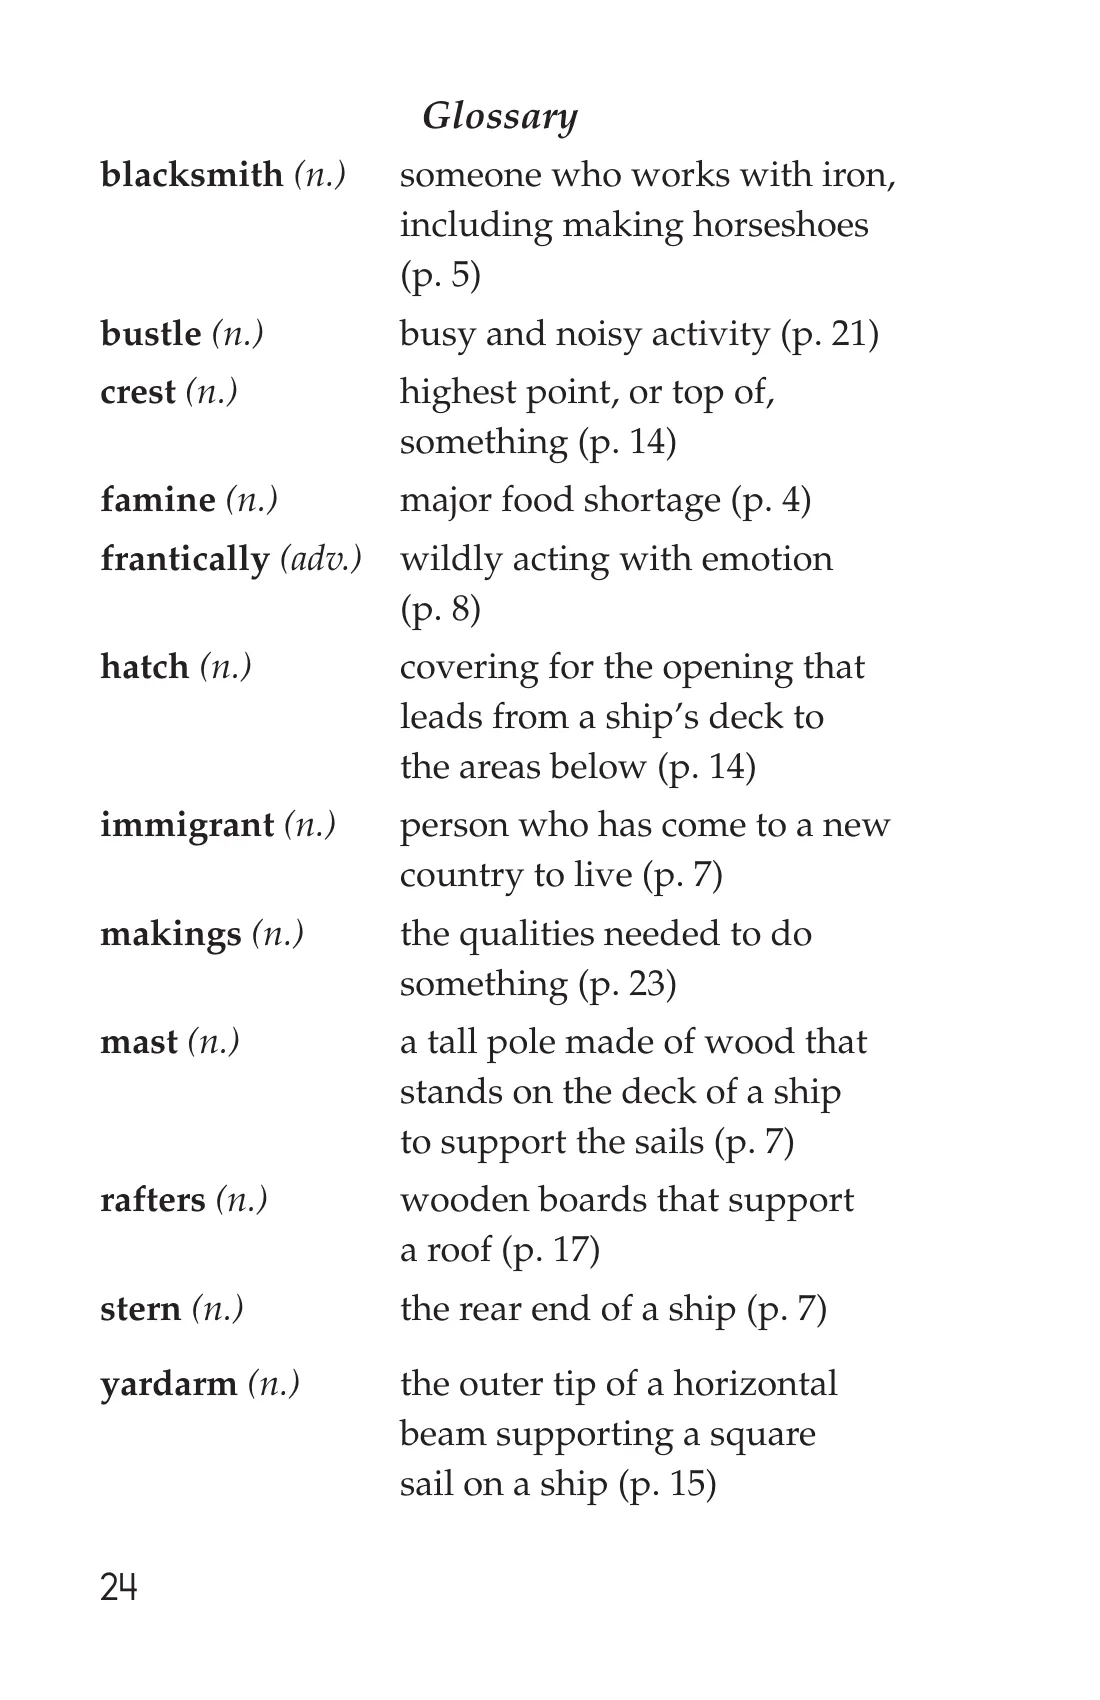 Glossary
blacksmith (n.) someone who works with iron,
including making horseshoes
(p. 5)
bustle (n.) busy and noisy activity (p. 21)
crest (n.) highest point, or top of,
something (p. 14)
famine (n.) major food shortage (p. 4)
frantically (adv.) wildly acting with emotion
(p. 8)
hatch (n.) covering for the opening that
leads from a ship’s deck to
the areas below (p. 14)
immigrant (n.) person who has come to a new
country to live (p. 7)
makings (n.) the qualities needed to do
something (p. 23)
mast (n.) a tall pole made of wood that
stands on the deck of a ship
to support the sails (p. 7)
rafters (n.) wooden boards that support
a roof (p. 17)
stern (n.) the rear end of a ship (p. 7)
yardarm (n.) the outer tip of a horizontal
beam supporting a square
sail on a ship (p. 15)
24